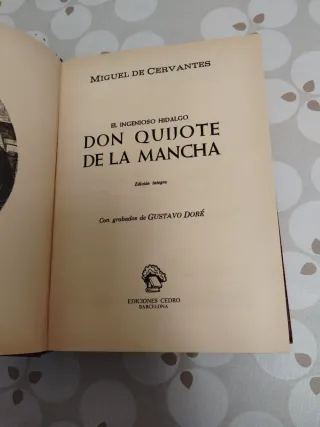 MIGUEL DE CERVANTES
EL INGENIOSO HIDALGO
DON QUIJOTE
DE LA MANCHA
Edición íntegra
Con grabados de GUSTAVO DORÉ
EDICIONES CEDRO
BARCELONA